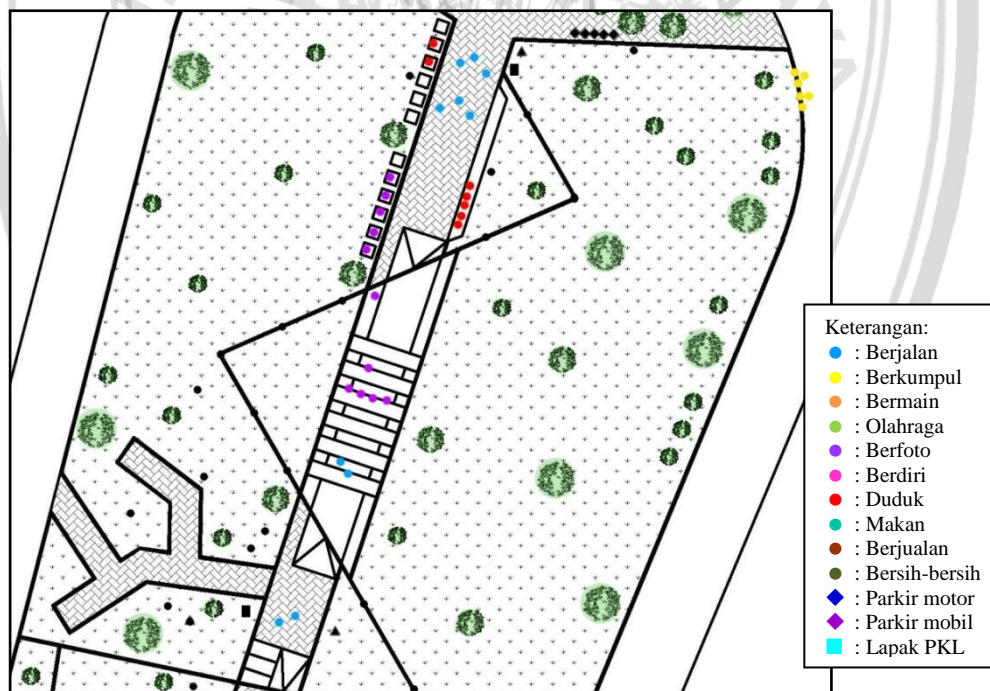 Keterangan:
: Berjalan
: Berkumpul
: Bermain
: Olahraga
: Berfoto
: Berdiri
: Duduk
: Makan
: Berjualan
: Bersih-bersih
: Parkir motor
: Parkir mobil
: Lapak PKL